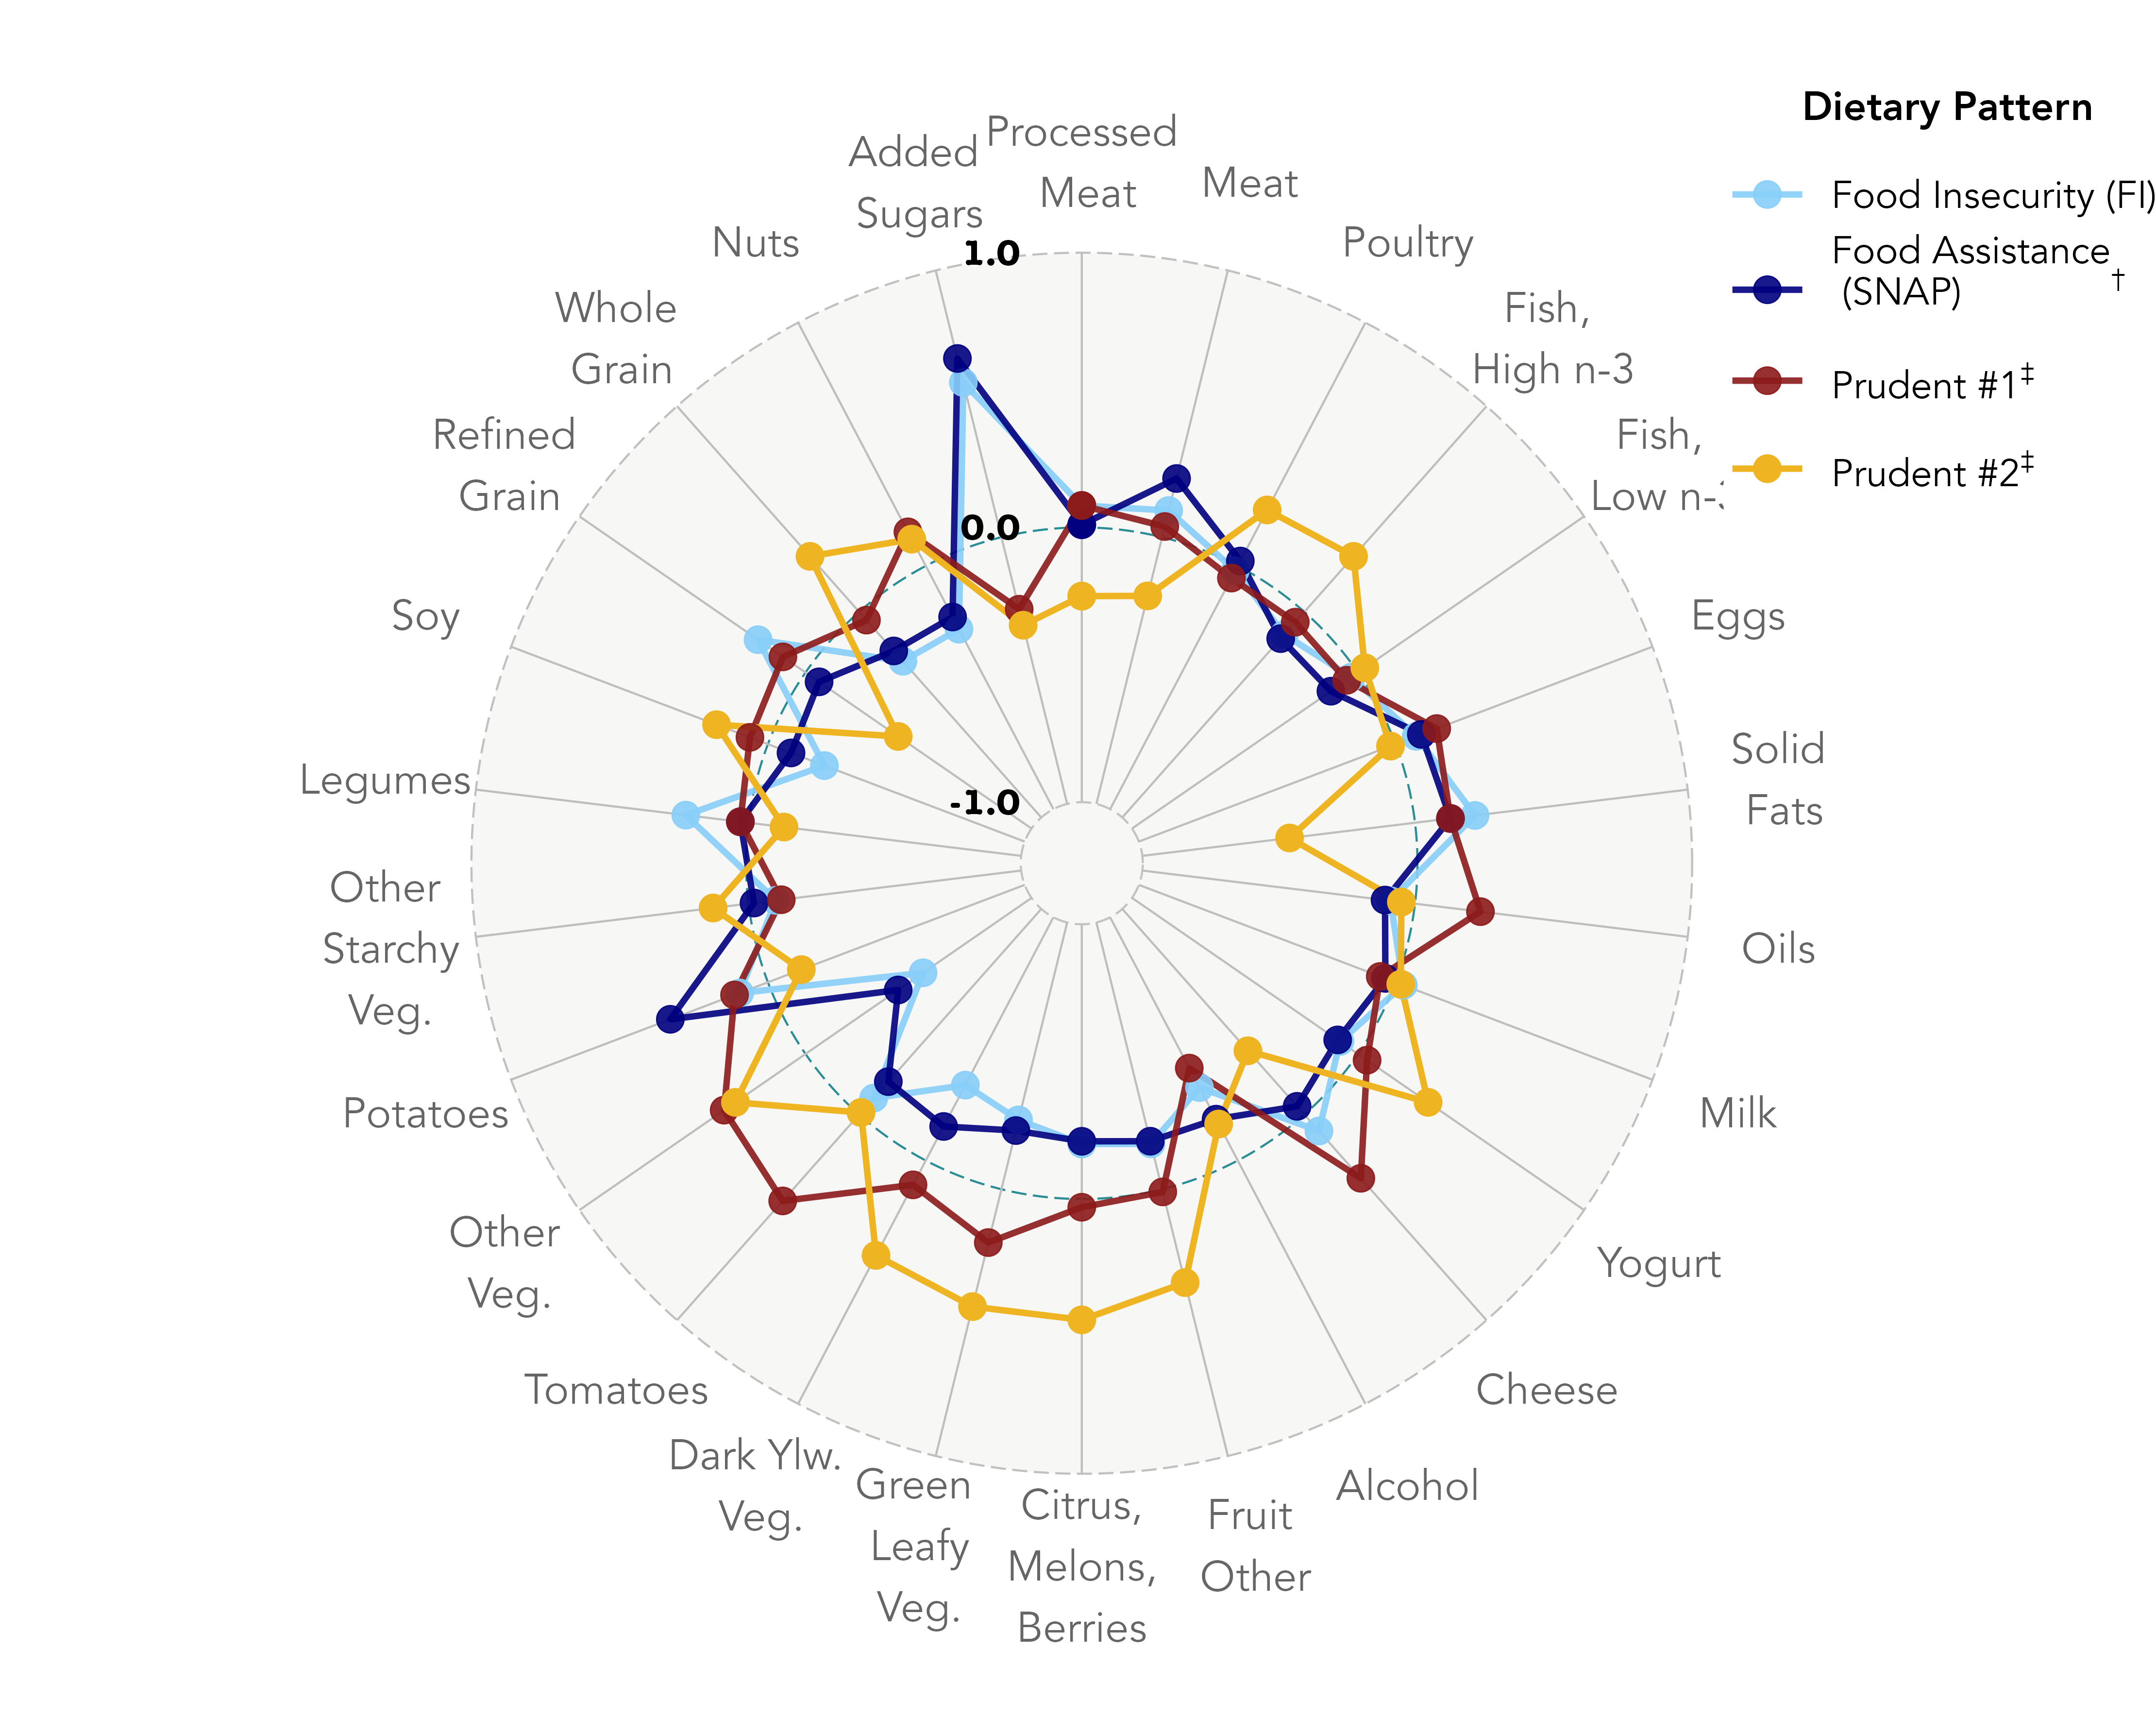 Dietary Pattern
Food Insecurity (FI)
Food Assistance
(SNAP) †
Prudent #1‡
Prudent #2‡
Processed
Meat
Meat
Poultry
Fish,
High n-3
Fish,
Low n-
Eggs
Solid
Fats
Oils
Milk
Yogurt
Cheese
Alcohol
Fruit
Other
Citrus,
Melons,
Berries
Green
Leafy
Veg.
Dark Ylw.
Veg.
Tomatoes
Other
Veg.
Potatoes
Other
Starchy
Veg.
Legumes
Soy
Refined
Grain
Whole
Grain
Nuts
Added
Sugars
1.0
0.0
-1.0